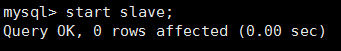 mysql> start slave;
Query OK, 0 rows affected (0.00 sec)